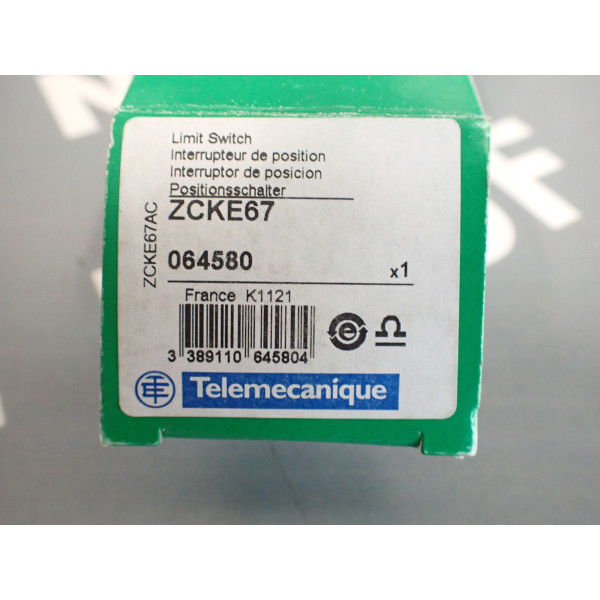 Limit Switch
Interrupteur de position
Interruptor de posicion
Positionsschalter
ZCKE67
ZCKE67AC
064580
x1
France K1121
3 389110 645804
Telemecanique